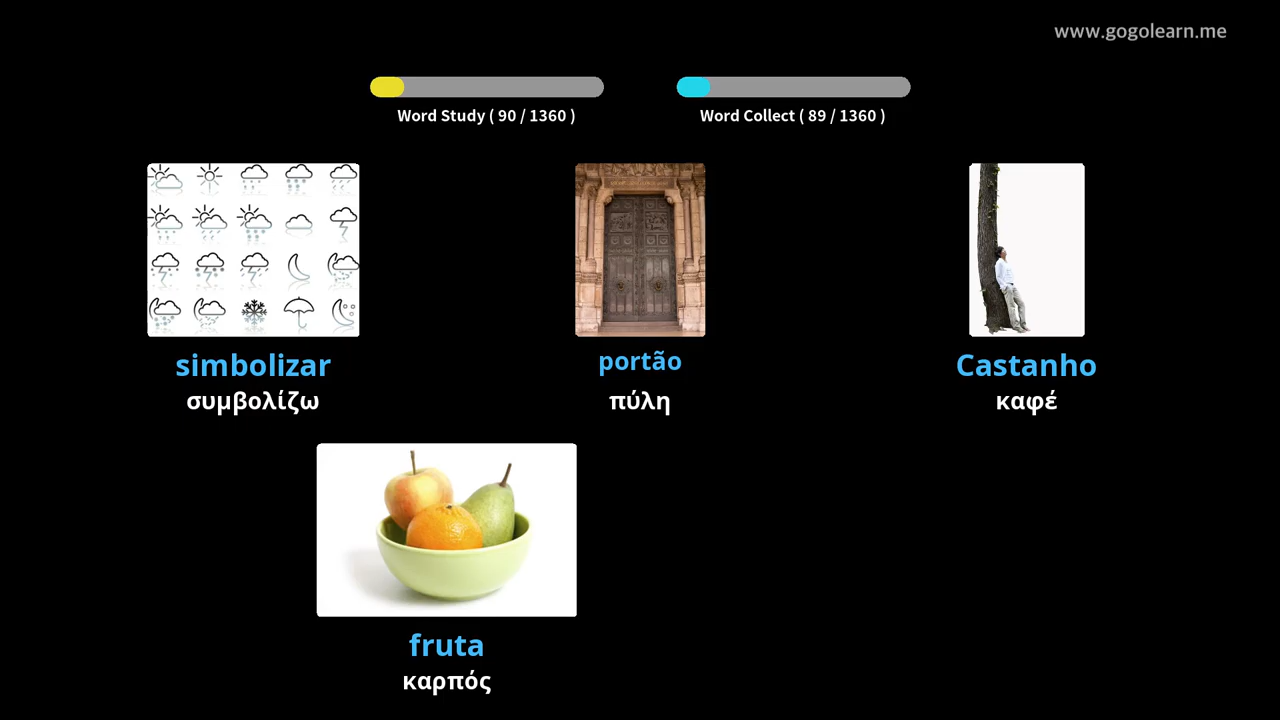 www.gogolearn.me
Word Study ( 90 / 1360 )
Word Collect ( 89 / 1360 )
simbolizar
συμβολίζω
portão
πύλη
Castanho
καφέ
fruta
καρπός